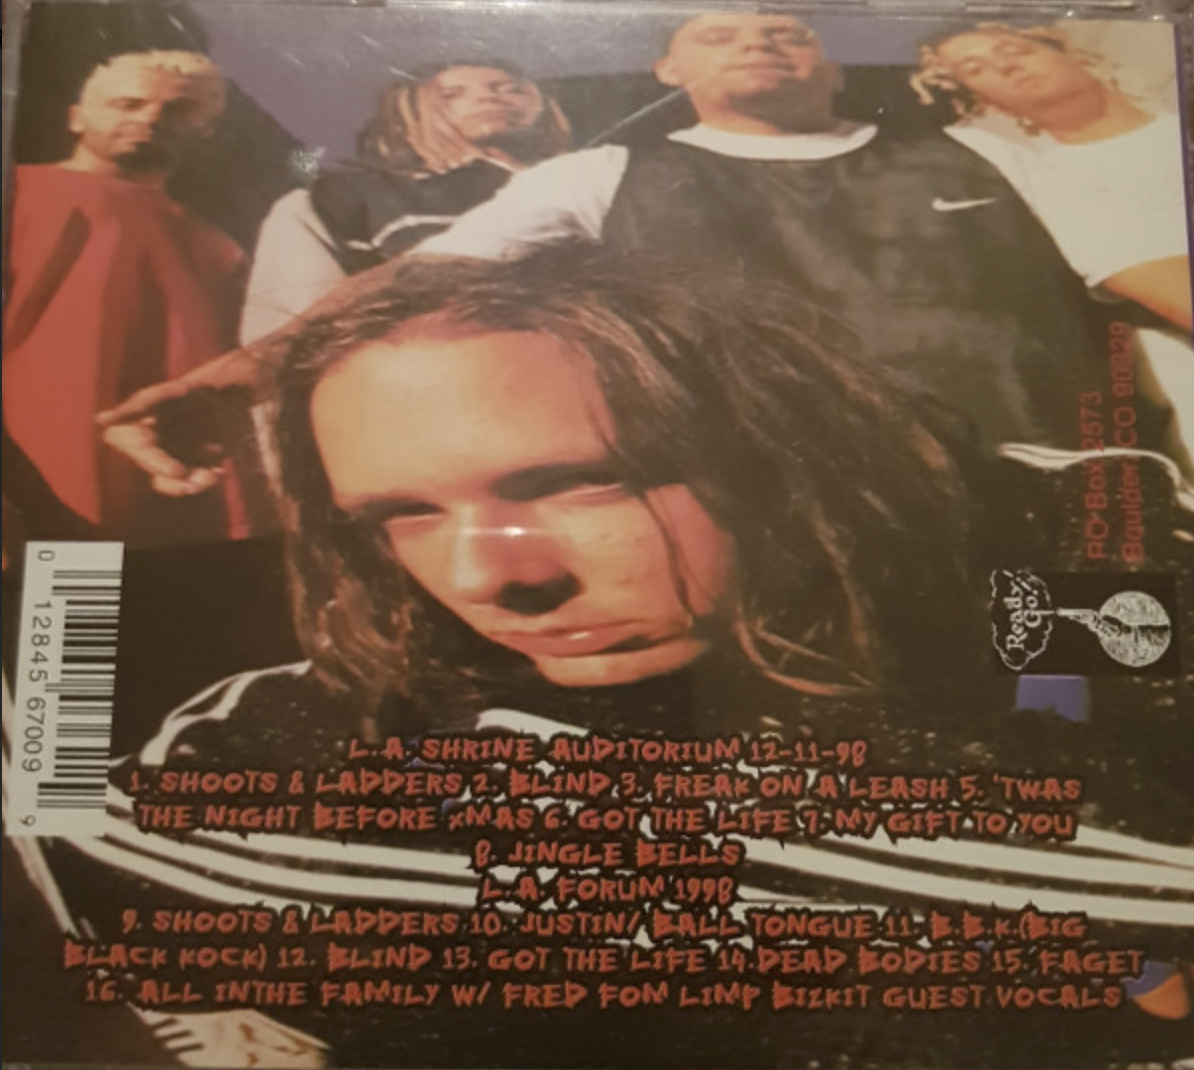 PO Box 2573
Bqulder, CO 90329
Ready
Go!
0 12845 67009 9
L.A. SHRINE AUDITORIUM 12-11-98
1. SHOOTS & LADDERS 2. BLIND 3. FREAK ON A LEASH 5. 'TWAS
THE NIGHT BEFORE XMAS 6. GOT THE LIFE 7. MY GIFT TO YOU
8. JINGLE BELLS
L.A. FORUM 1998
9. SHOOTS & LADDERS 10. JUSTIN/ BALL TONGUE 11. B.B.K.(BIG
BLACK KOCK) 12. BLIND 13. GOT THE LIFE 14.DEAD BODIES 15. FAGET
16. ALL INTHE FAMILY W/ FRED FOM LIMP BIZKIT GUEST VOCALS